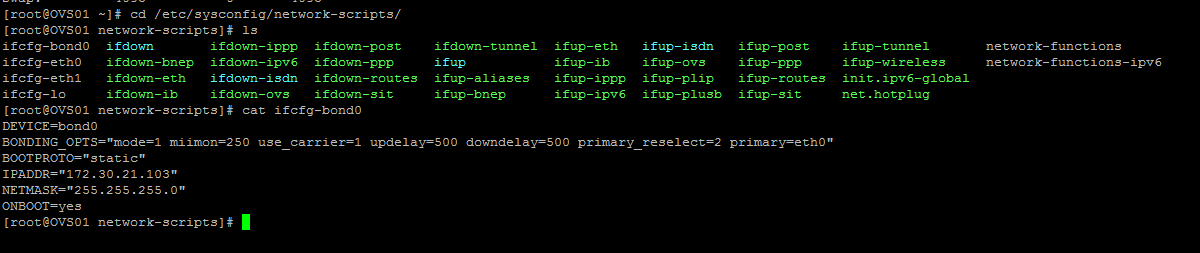 [root@OVS01 ~]# cd /etc/sysconfig/network-scripts/
[root@OVS01 network-scripts]# ls
ifcfg-bond0 ifdown ifdown-ippp ifdown-post ifdown-tunnel ifup-eth ifup-isdn ifup-post ifup-tunnel network-functions
ifcfg-eth0 ifdown-bnep ifdown-ipv6 ifdown-ppp ifup ifup-ib ifup-ovs ifup-ppp ifup-wireless network-functions-ipv6
ifcfg-eth1 ifdown-eth ifdown-isdn ifdown-routes ifup-aliases ifup-ippp ifup-plip ifup-routes init.ipv6-global
ifcfg-lo ifdown-ib ifdown-ovs ifdown-sit ifup-bnep ifup-ipv6 ifup-plusb ifup-sit net.hotplug
[root@OVS01 network-scripts]# cat ifcfg-bond0
DEVICE=bond0
BONDING_OPTS="mode=1 miimon=250 use_carrier=1 updelay=500 downdelay=500 primary_reselect=2 primary=eth0"
BOOTPROTO="static"
IPADDR="172.30.21.103"
NETMASK="255.255.255.0"
ONBOOT=yes
[root@OVS01 network-scripts]#